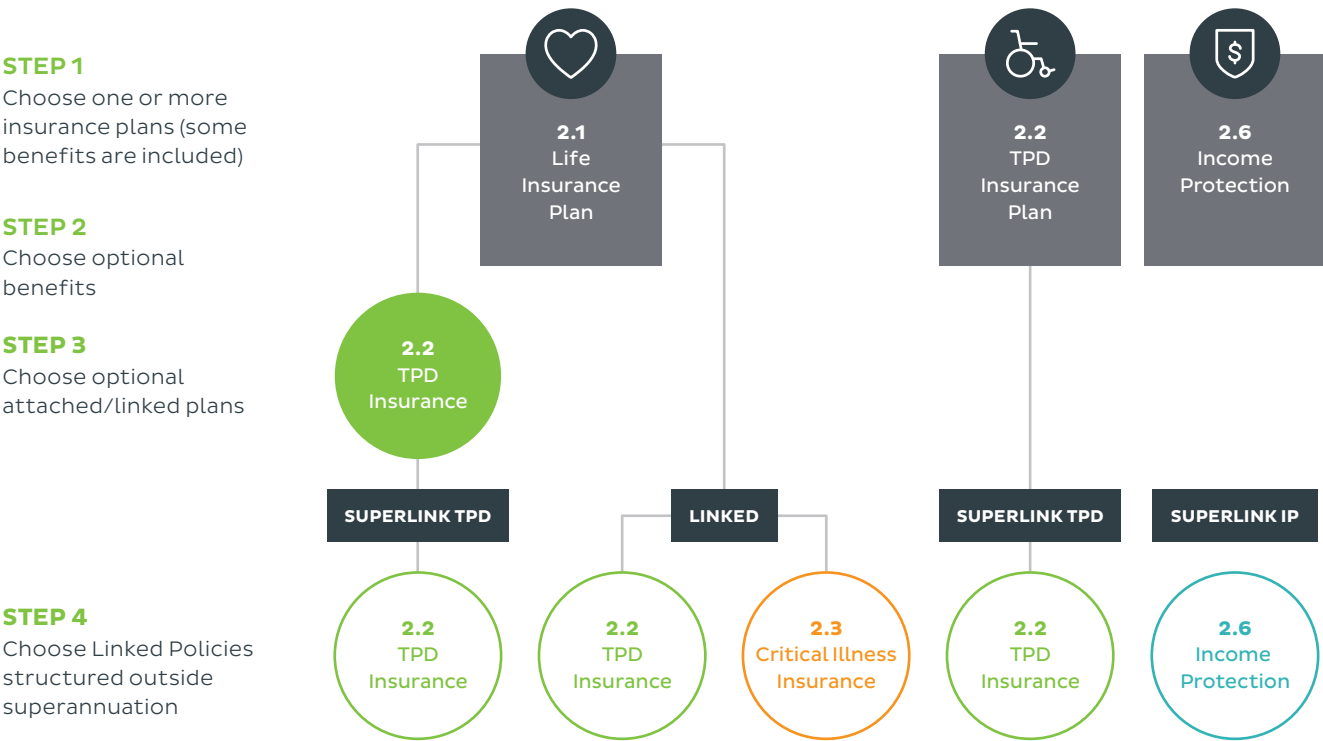 STEP 1
Choose one or more
insurance plans (some
benefits are included)
STEP 2
Choose optional
benefits
STEP 3
Choose optional
attached/linked plans
STEP 4
Choose Linked Policies
structured outside
superannuation
2.1
Life
Insurance
Plan
2.2
TPD
Insurance
Plan
$
2.6
Income
Protection
2.2
TPD
Insurance
SUPERLINK TPD
LINKED
SUPERLINK TPD
SUPERLINK IP
2.2
TPD
Insurance
2.2
TPD
Insurance
2.3
Critical Illness
Insurance
2.2
TPD
Insurance
2.6
Income
Protection